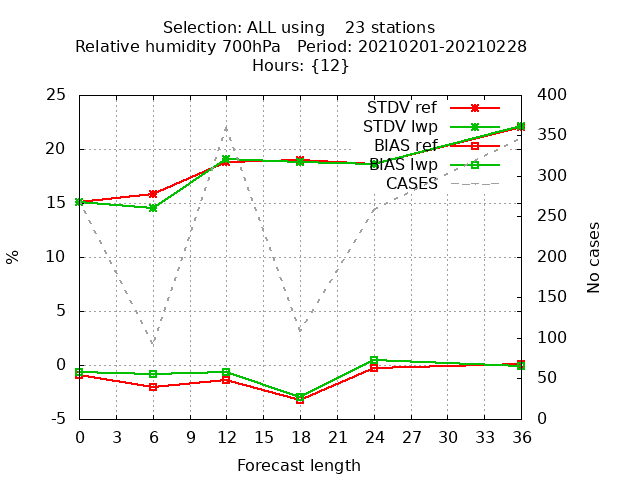 Selection: ALL using    23 stations
Relative humidity 700hPa   Period: 20210201-20210228
Hours: {12}
STDV ref
STDV lwp
BIAS ref
BIAS lwp
CASES
25
20
15
10
5
0
-5
%
400
350
300
250
200
150
100
50
0
No cases
0 3 6 9 12 15 18 21 24 27 30 33 36
Forecast length